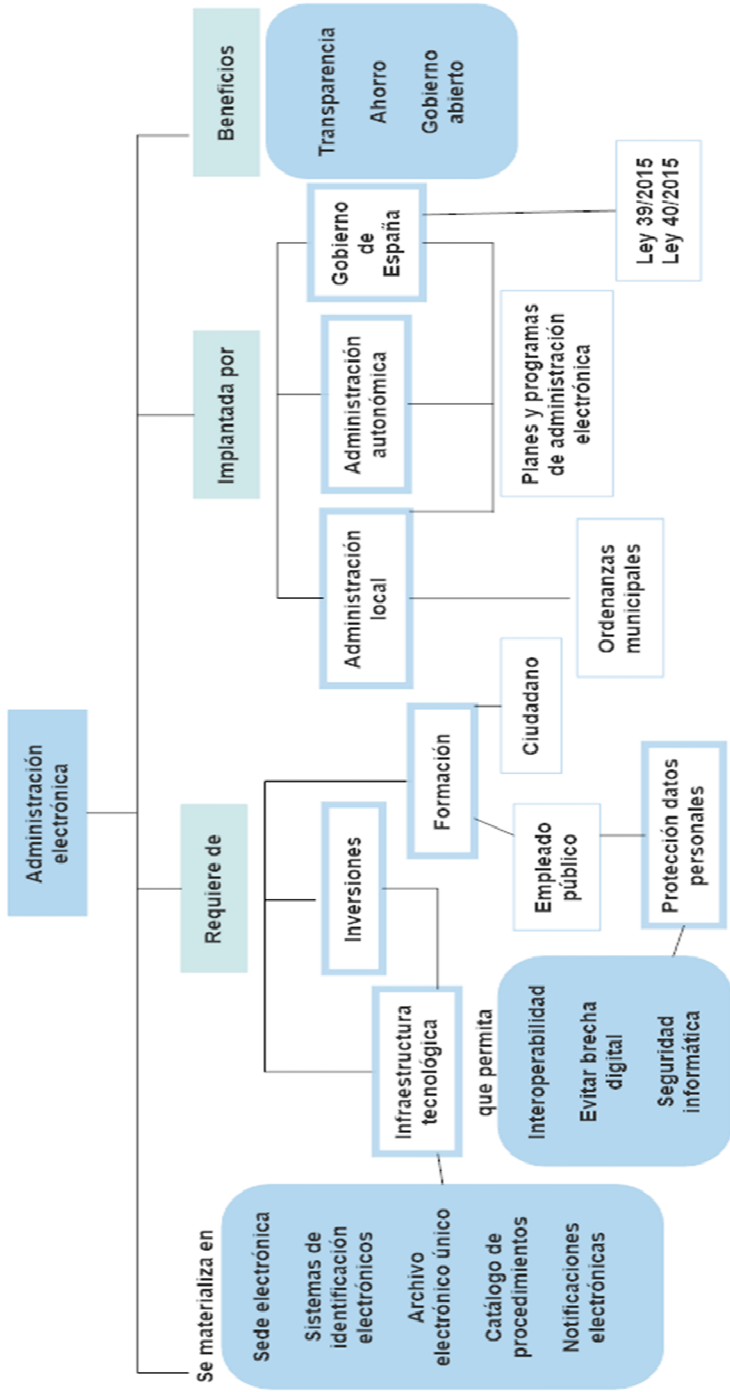 Administración
electrónica
Se materializa en
Sede electrónica
Sistemas de
identificación
electrónicos
Archivo
electrónico único
Catálogo de
procedimientos
Notificaciones
electrónicas
Requiere de
Infraestructura
tecnológica
que permita
Interoperabilidad
Evitar brecha
digital
Seguridad
informática
Inversiones
Formación
Empleado
público
Ciudadano
Protección datos
personales
Implantada por
Administración
local
Administración
autonómica
Gobierno
de
España
Ordenanzas
municipales
Planes y programas
de administración
electrónica
Ley 39/2015
Ley 40/2015
Beneficios
Transparencia
Ahorro
Gobierno
abierto